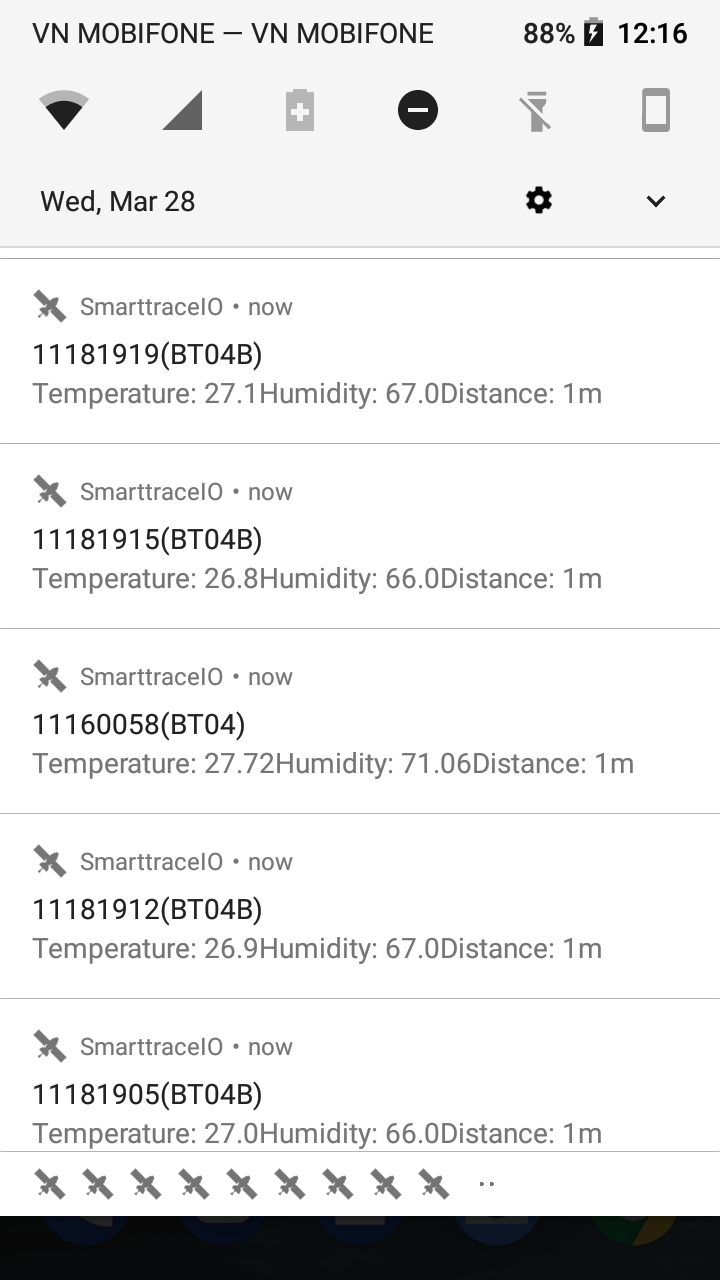 VN MOBIFONE — VN MOBIFONE 88% 12:16
Wed, Mar 28
SmarttraceIO • now
11181919(BT04B)
Temperature: 27.1Humidity: 67.0Distance: 1m
SmarttraceIO • now
11181915(BT04B)
Temperature: 26.8Humidity: 66.0Distance: 1m
SmarttraceIO • now
11160058(BT04)
Temperature: 27.72Humidity: 71.06Distance: 1m
SmarttraceIO • now
11181912(BT04B)
Temperature: 26.9Humidity: 67.0Distance: 1m
SmarttraceIO • now
11181905(BT04B)
Temperature: 27.0Humidity: 66.0Distance: 1m